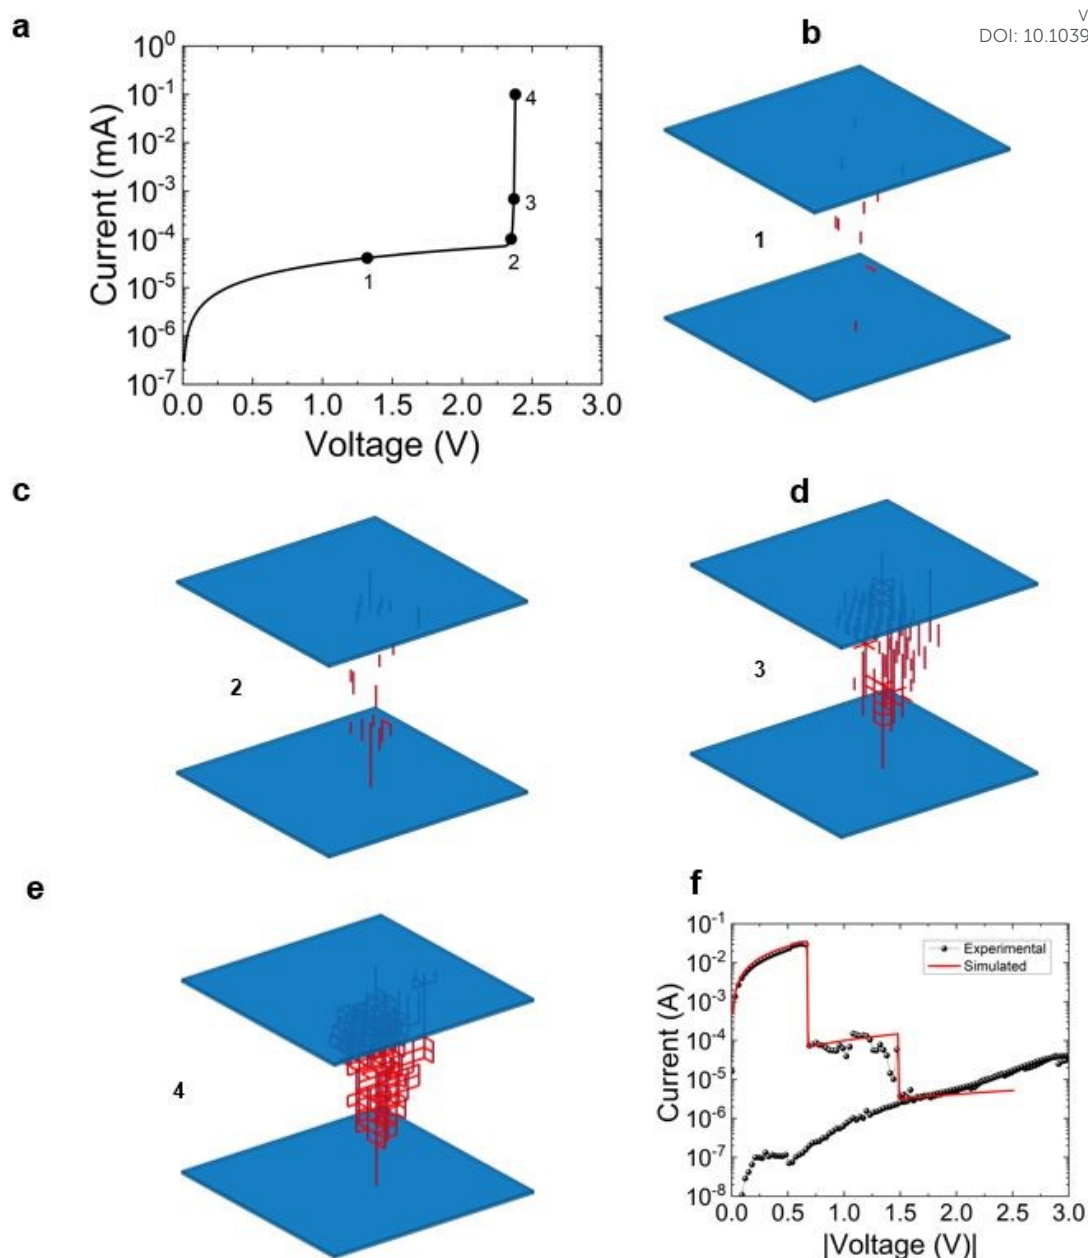 a
b
V
DOI: 10.1039
Current (mA)
10⁰
10⁻¹
10⁻²
10⁻³
10⁻⁴
10⁻⁵
10⁻⁶
10⁻⁷
4
3
2
1
0.0 0.5 1.0 1.5 2.0 2.5 3.0
Voltage (V)
1
c
d
2
3
e
f
4
Current (A)
10⁻¹
10⁻²
10⁻³
10⁻⁴
10⁻⁵
10⁻⁶
10⁻⁷
10⁻⁸
Experimental
Simulated
0.0 0.5 1.0 1.5 2.0 2.5 3.0
|Voltage (V)|